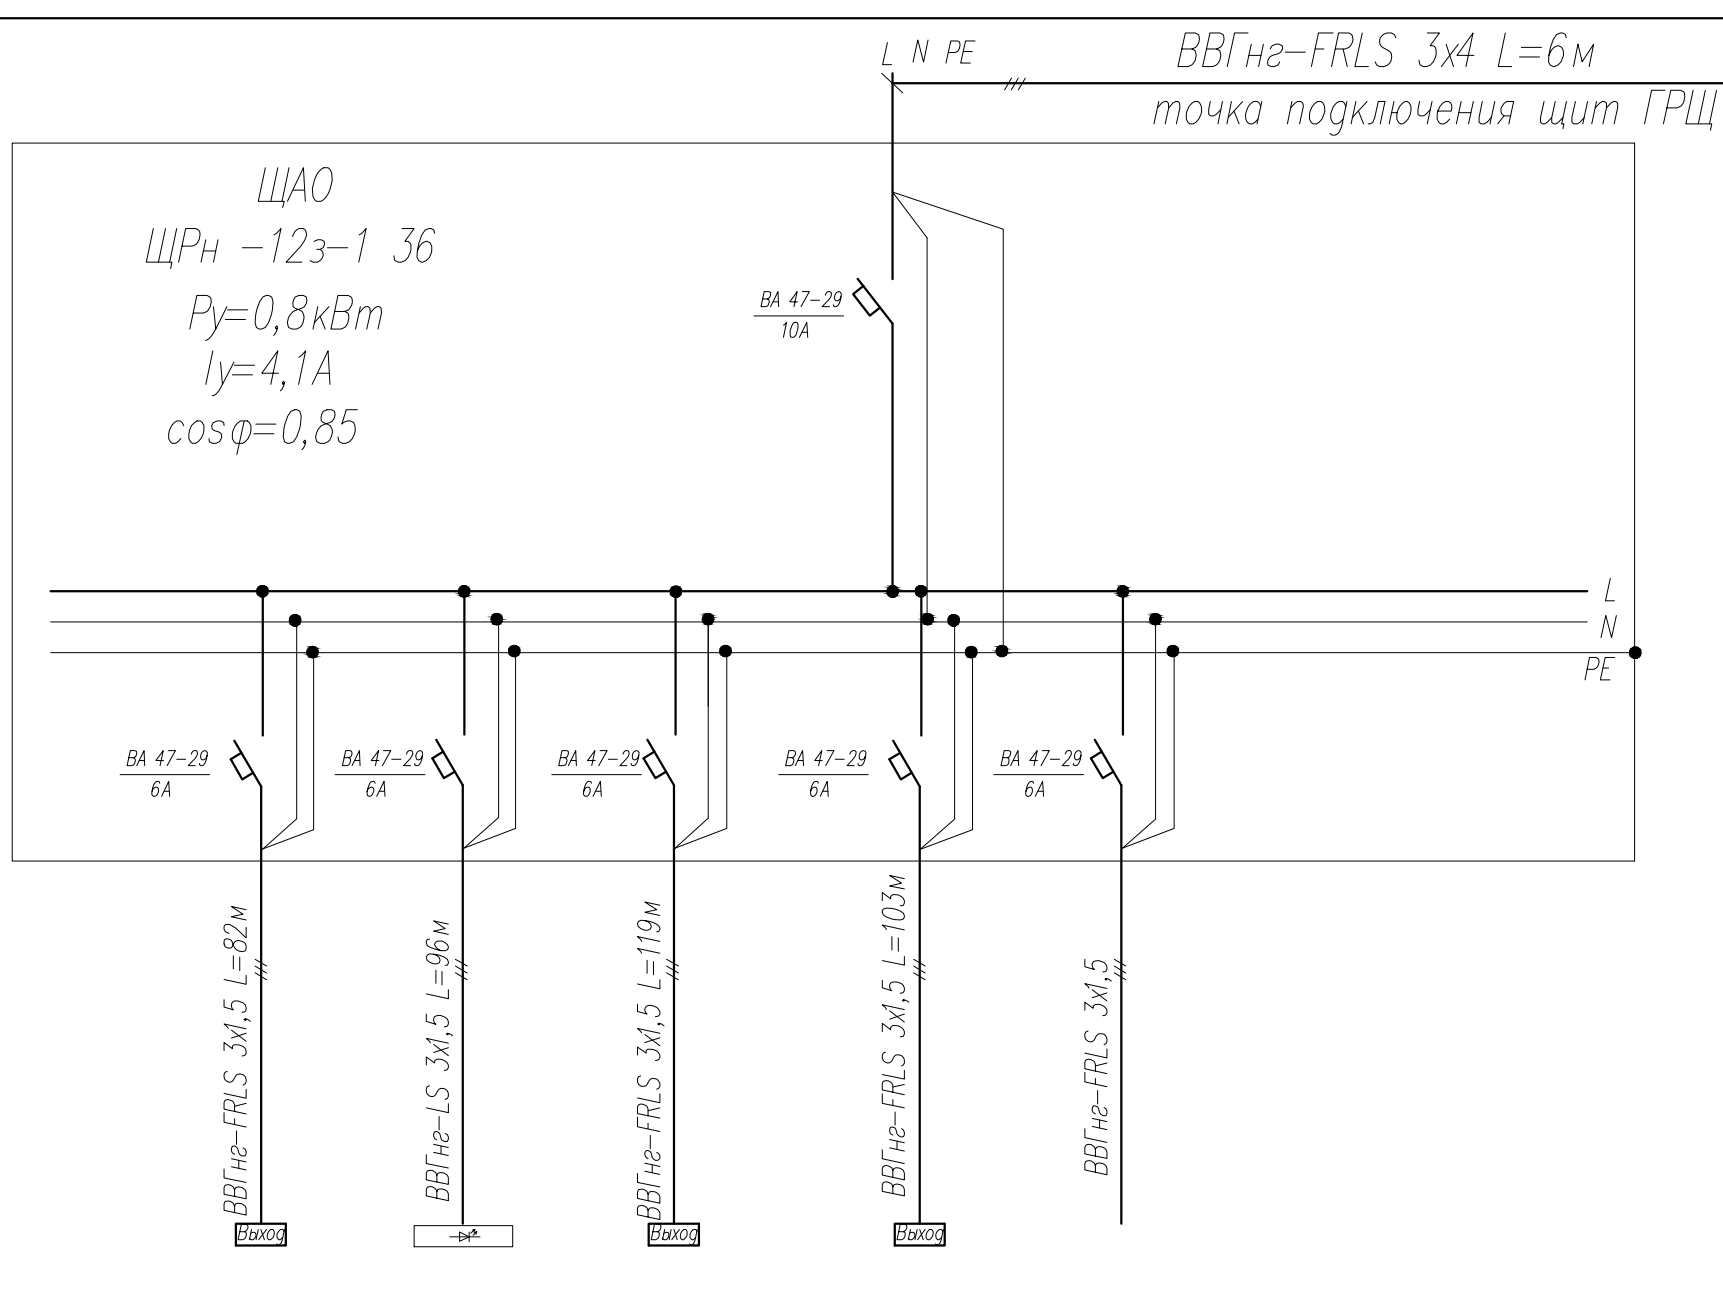 L N PE
ВВГнг-FRLS 3х4 L=6м
точка подключения щит ГРЩ
ЩАО
ЩРн -12з-1 36
Ру=0,8кВт
Iу=4,1А
cosφ=0,85
ВА 47-29
10А
L
N
PE
ВА 47-29
6А
ВА 47-29
6А
ВА 47-29
6А
ВА 47-29
6А
ВА 47-29
6А
ВВГнг-FRLS 3х1,5 L=82м
ВВГнг-LS 3х1,5 L=96м
ВВГнг-FRLS 3х1,5 L=119м
ВВГнг-FRLS 3х1,5 L=103м
ВВГнг-FRLS 3х1,5
Выход
Выход
Выход